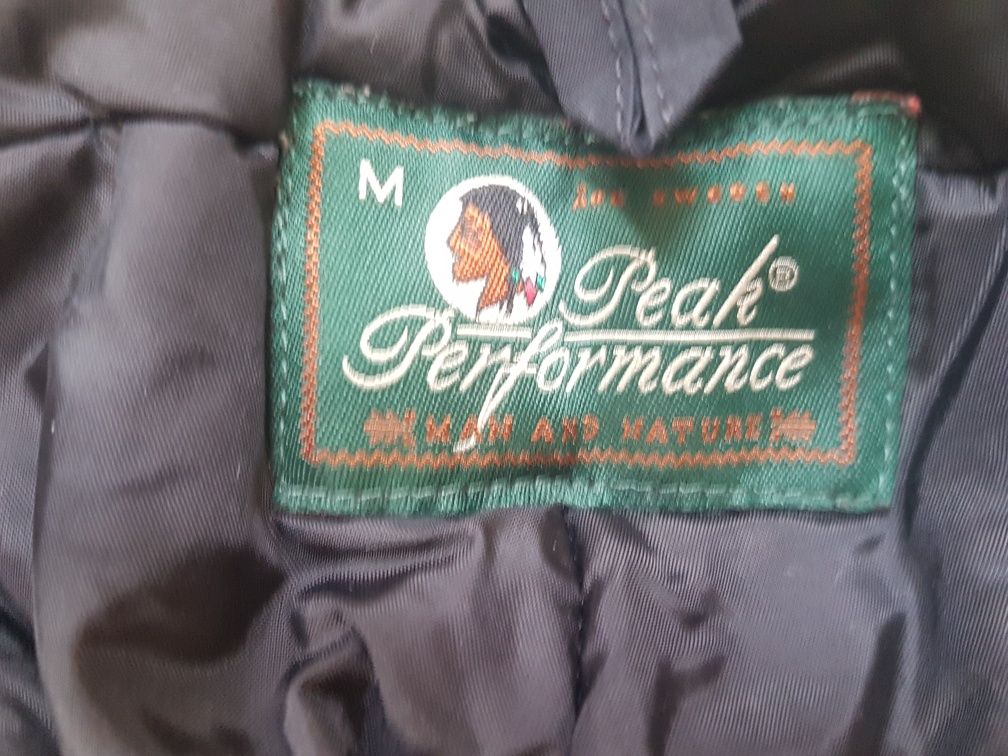 M
Peak®
Performance
MAN AND NATURE